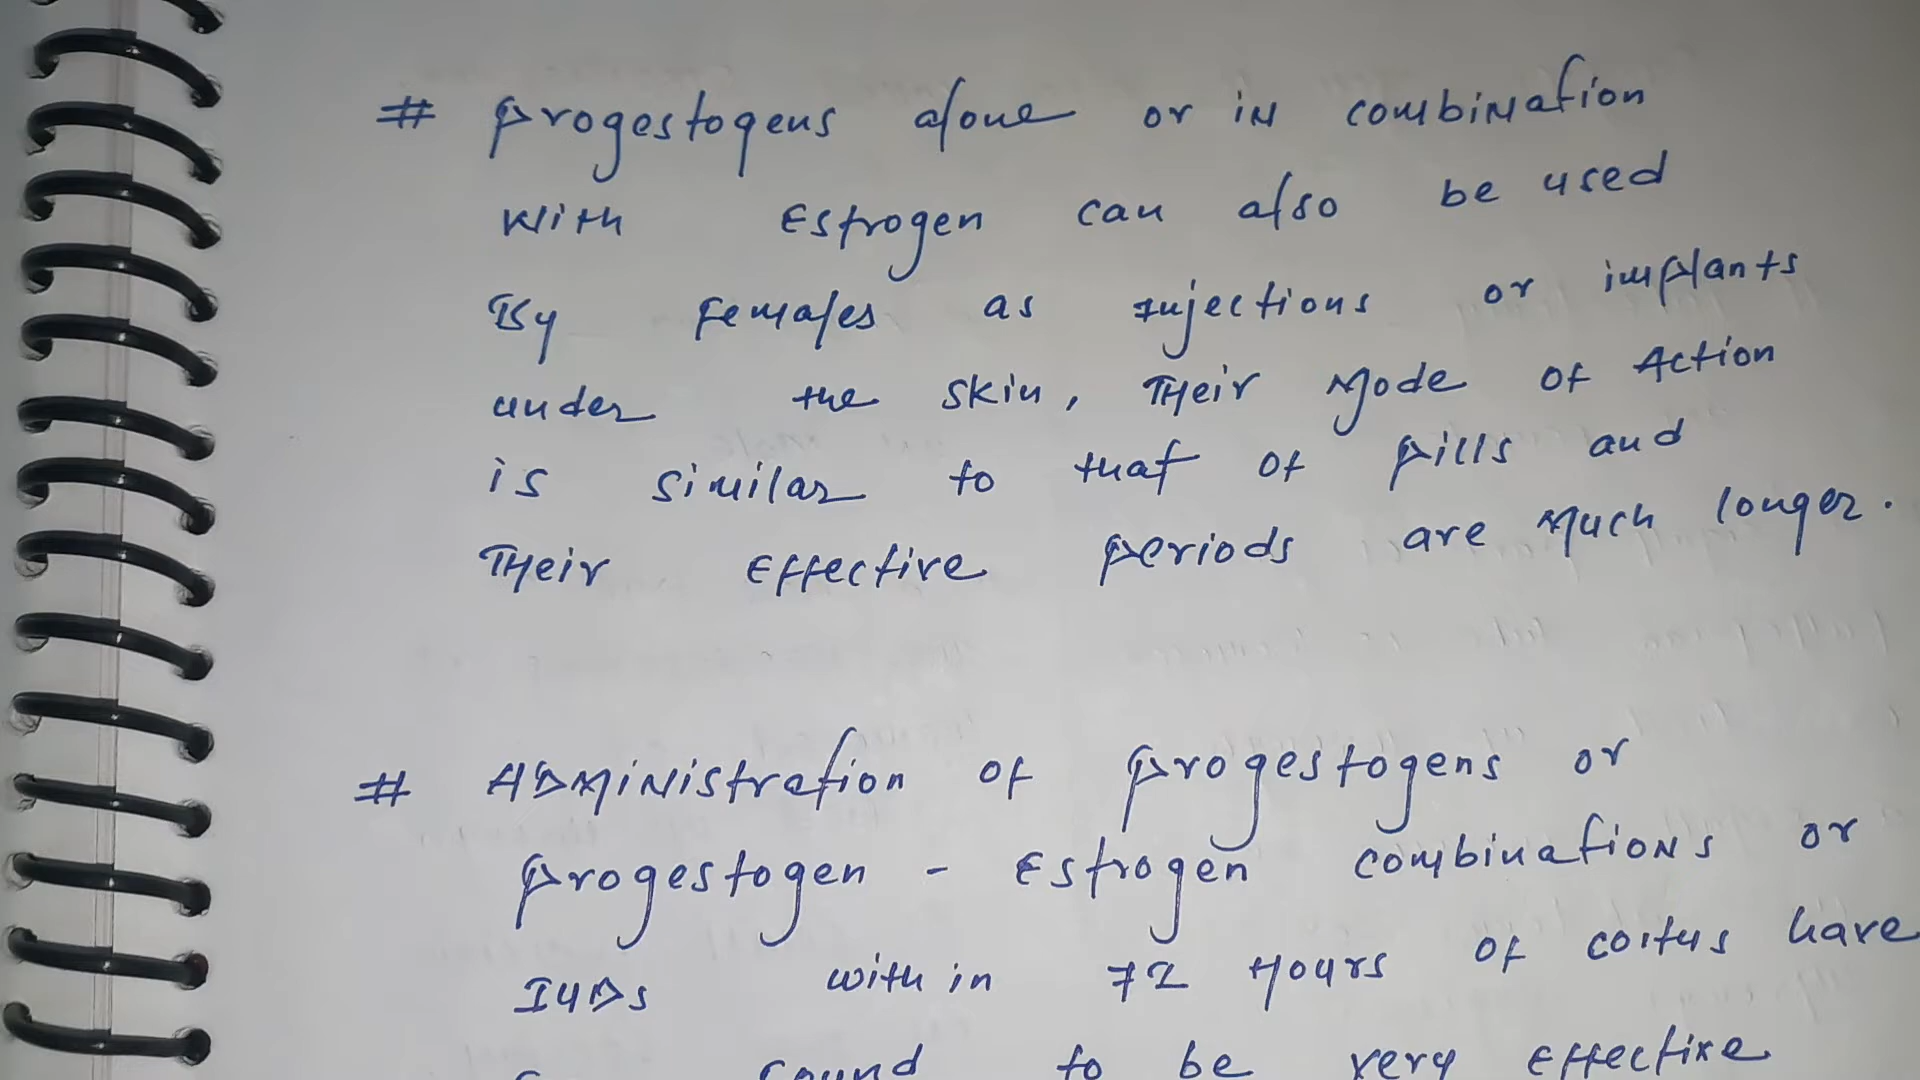 # Progestogens alone or in combination
with Estrogen can also be used
By Females as Injections or implants
under the skin, THeir Mode of Action
is similar to that of pills and
THeir Effective periods are Much longer.
# ADMiNistration of progestogens or
progestogen - Estrogen combinations or
IUDs with in 72 Hours of coitus have
found to be very effective